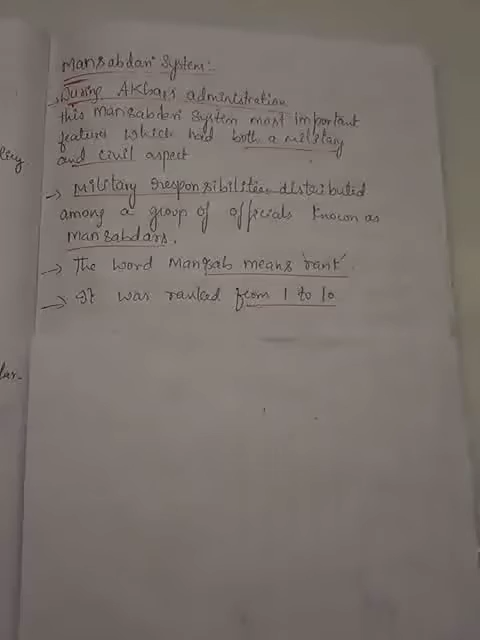 Mansabdari System:-
→ During Akbars administration
this Mansabdari System most important
feature which had both a military
and civil aspect
→ Military responsibilities distributed
among a group of officials known as
Mansabdars.
→ The word Mansab means 'rank'.
→ It was ranked from 1 to 10